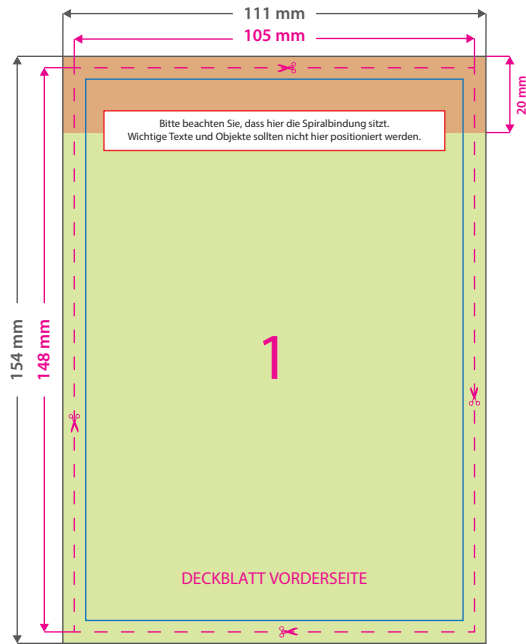 111 mm
105 mm
20 mm
Bitte beachten Sie, dass hier die Spiralbindung sitzt.
Wichtige Texte und Objekte sollten nicht hier positioniert werden.
154 mm
148 mm
1
DECKBLATT VORDERSEITE